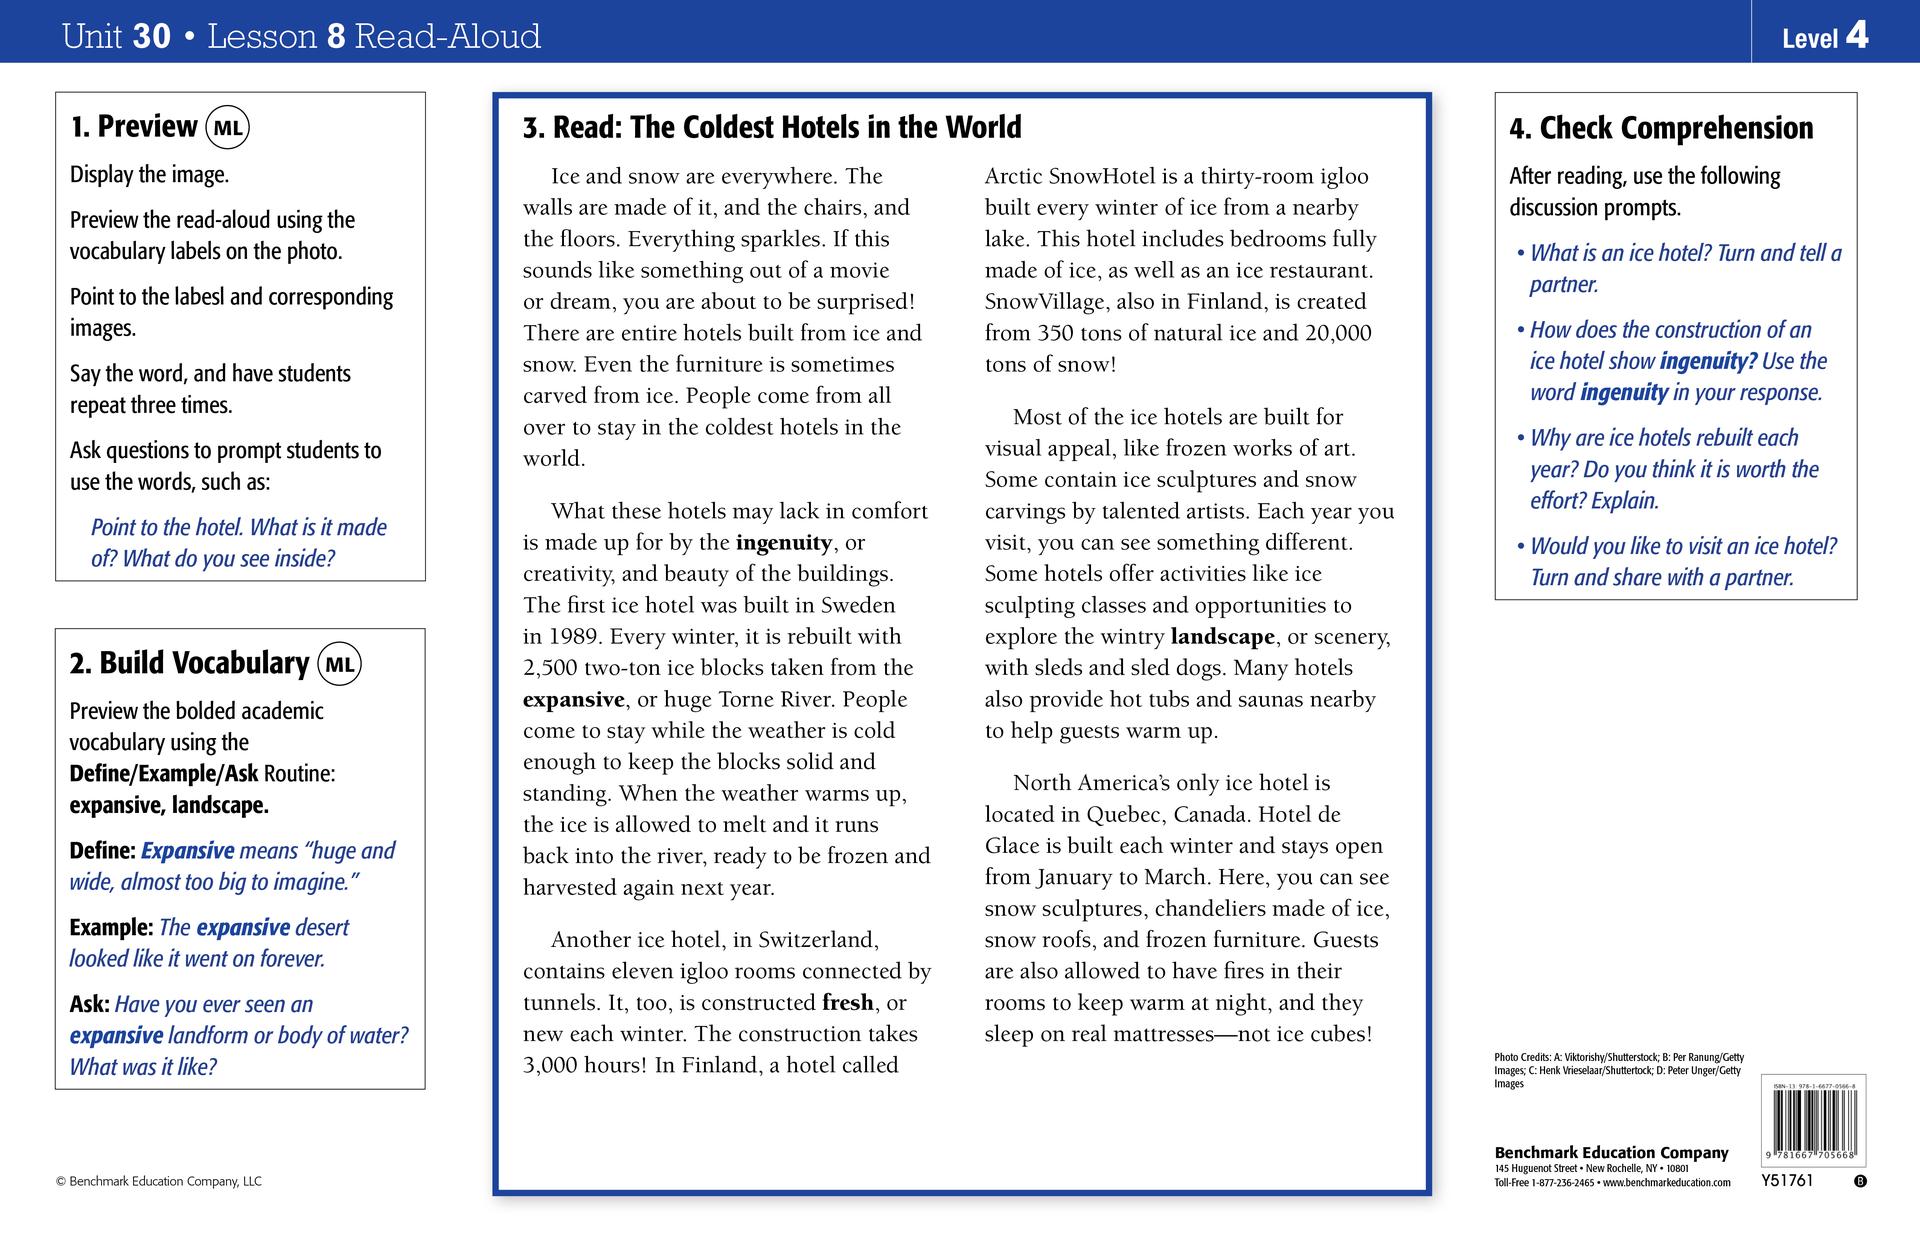 Unit 30 • Lesson 8 Read-Aloud
Level 4
1. Preview ML
Display the image.
Preview the read-aloud using the
vocabulary labels on the photo.
Point to the labesl and corresponding
images.
Say the word, and have students
repeat three times.
Ask questions to prompt students to
use the words, such as:
Point to the hotel. What is it made
of? What do you see inside?
2. Build Vocabulary ML
Preview the bolded academic
vocabulary using the
Define/Example/Ask Routine:
expansive, landscape.
Define: Expansive means “huge and
wide, almost too big to imagine.”
Example: The expansive desert
looked like it went on forever.
Ask: Have you ever seen an
expansive landform or body of water?
What was it like?
© Benchmark Education Company, LLC
3. Read: The Coldest Hotels in the World
Ice and snow are everywhere. The
walls are made of it, and the chairs, and
the floors. Everything sparkles. If this
sounds like something out of a movie
or dream, you are about to be surprised!
There are entire hotels built from ice and
snow. Even the furniture is sometimes
carved from ice. People come from all
over to stay in the coldest hotels in the
world.
What these hotels may lack in comfort
is made up for by the ingenuity, or
creativity, and beauty of the buildings.
The first ice hotel was built in Sweden
in 1989. Every winter, it is rebuilt with
2,500 two-ton ice blocks taken from the
expansive, or huge Torne River. People
come to stay while the weather is cold
enough to keep the blocks solid and
standing. When the weather warms up,
the ice is allowed to melt and it runs
back into the river, ready to be frozen and
harvested again next year.
Another ice hotel, in Switzerland,
contains eleven igloo rooms connected by
tunnels. It, too, is constructed fresh, or
new each winter. The construction takes
3,000 hours! In Finland, a hotel called
Arctic SnowHotel is a thirty-room igloo
built every winter of ice from a nearby
lake. This hotel includes bedrooms fully
made of ice, as well as an ice restaurant.
SnowVillage, also in Finland, is created
from 350 tons of natural ice and 20,000
tons of snow!
Most of the ice hotels are built for
visual appeal, like frozen works of art.
Some contain ice sculptures and snow
carvings by talented artists. Each year you
visit, you can see something different.
Some hotels offer activities like ice
sculpting classes and opportunities to
explore the wintry landscape, or scenery,
with sleds and sled dogs. Many hotels
also provide hot tubs and saunas nearby
to help guests warm up.
North America’s only ice hotel is
located in Quebec, Canada. Hotel de
Glace is built each winter and stays open
from January to March. Here, you can see
snow sculptures, chandeliers made of ice,
snow roofs, and frozen furniture. Guests
are also allowed to have fires in their
rooms to keep warm at night, and they
sleep on real mattresses—not ice cubes!
4. Check Comprehension
After reading, use the following
discussion prompts.
• What is an ice hotel? Turn and tell a
partner.
• How does the construction of an
ice hotel show ingenuity? Use the
word ingenuity in your response.
• Why are ice hotels rebuilt each
year? Do you think it is worth the
effort? Explain.
• Would you like to visit an ice hotel?
Turn and share with a partner.
Photo Credits: A: Viktorishy/Shutterstock; B: Per Ranung/Getty
Images; C: Henk Vrieselaar/Shuttertock; D: Peter Unger/Getty
Images
Benchmark Education Company
145 Huguenot Street • New Rochelle, NY • 10801
Toll-Free 1-877-236-2465 • www.benchmarkeducation.com
ISBN-13 978-1-6677-0566-8
9 781667 705668
Y51761
B